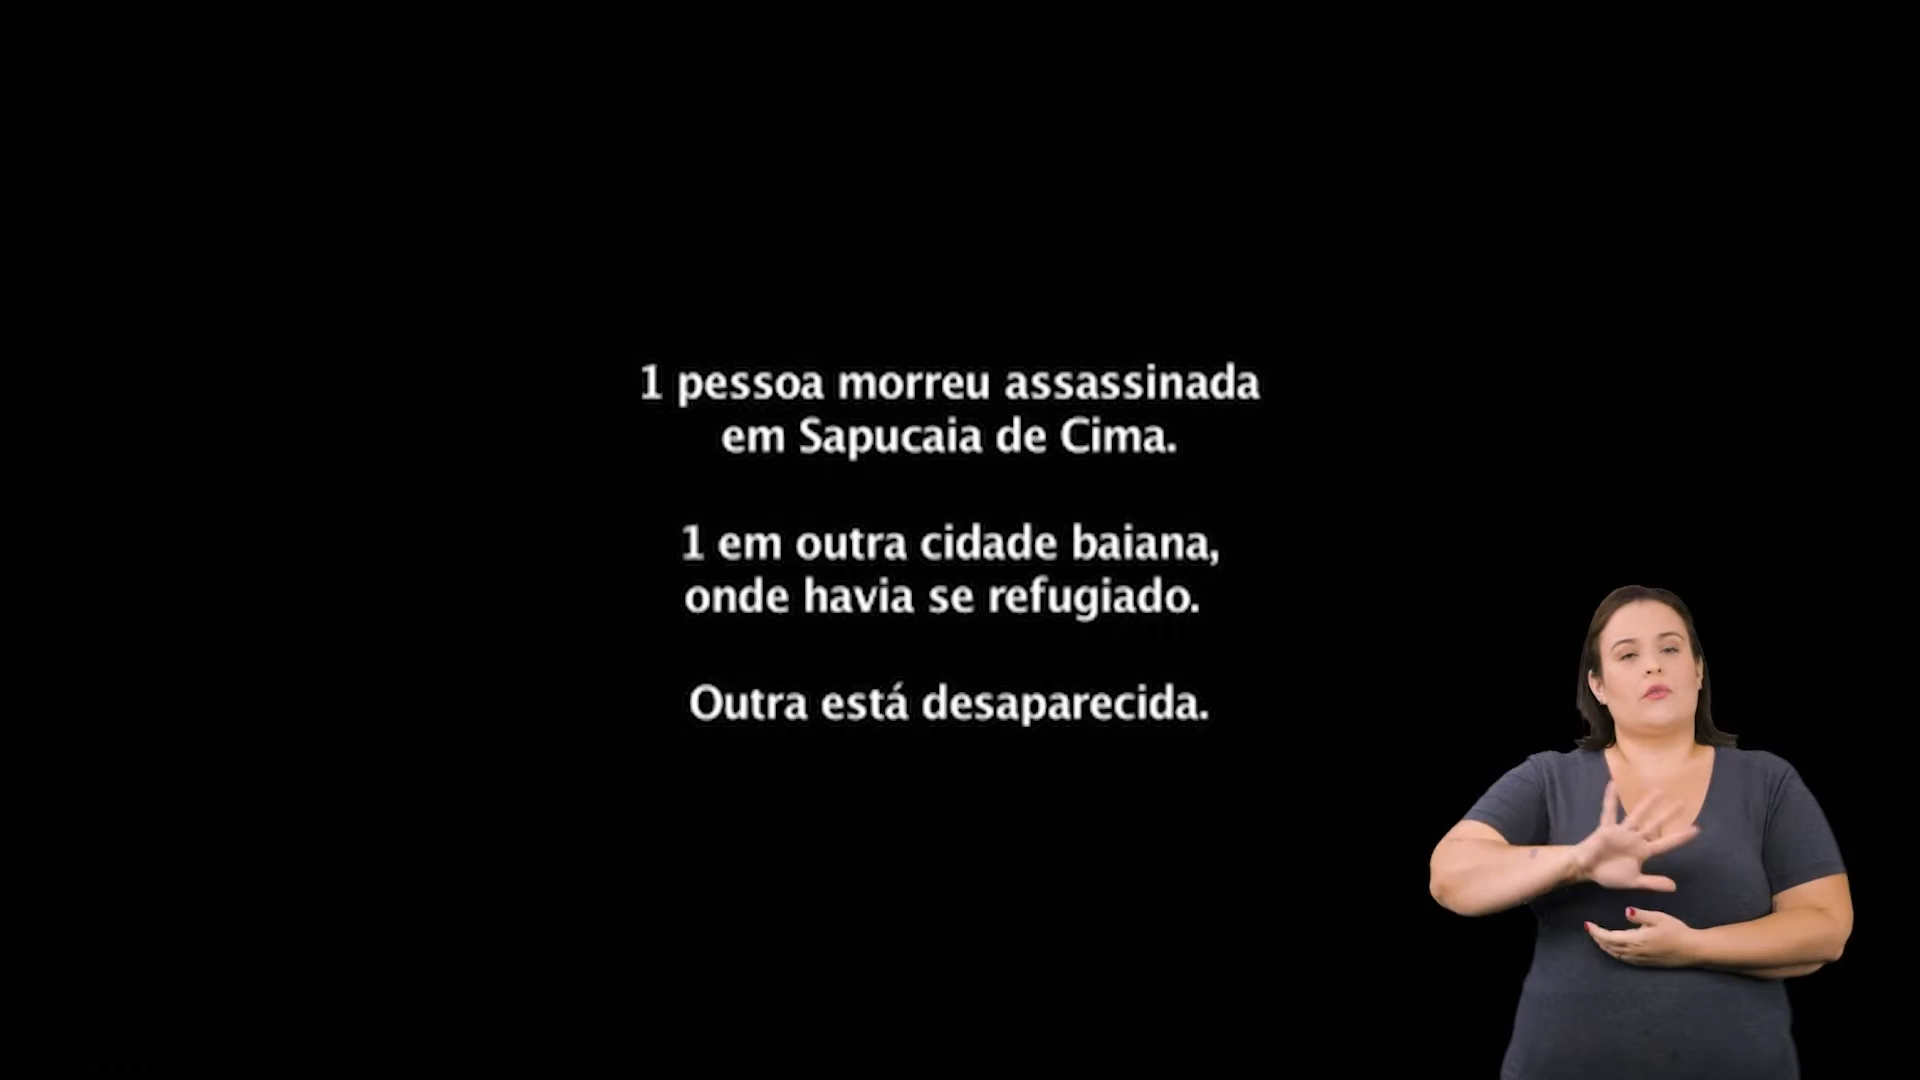 1 pessoa morreu assassinada
em Sapucaia de Cima.
1 em outra cidade baiana,
onde havia se refugiado.
Outra está desaparecida.